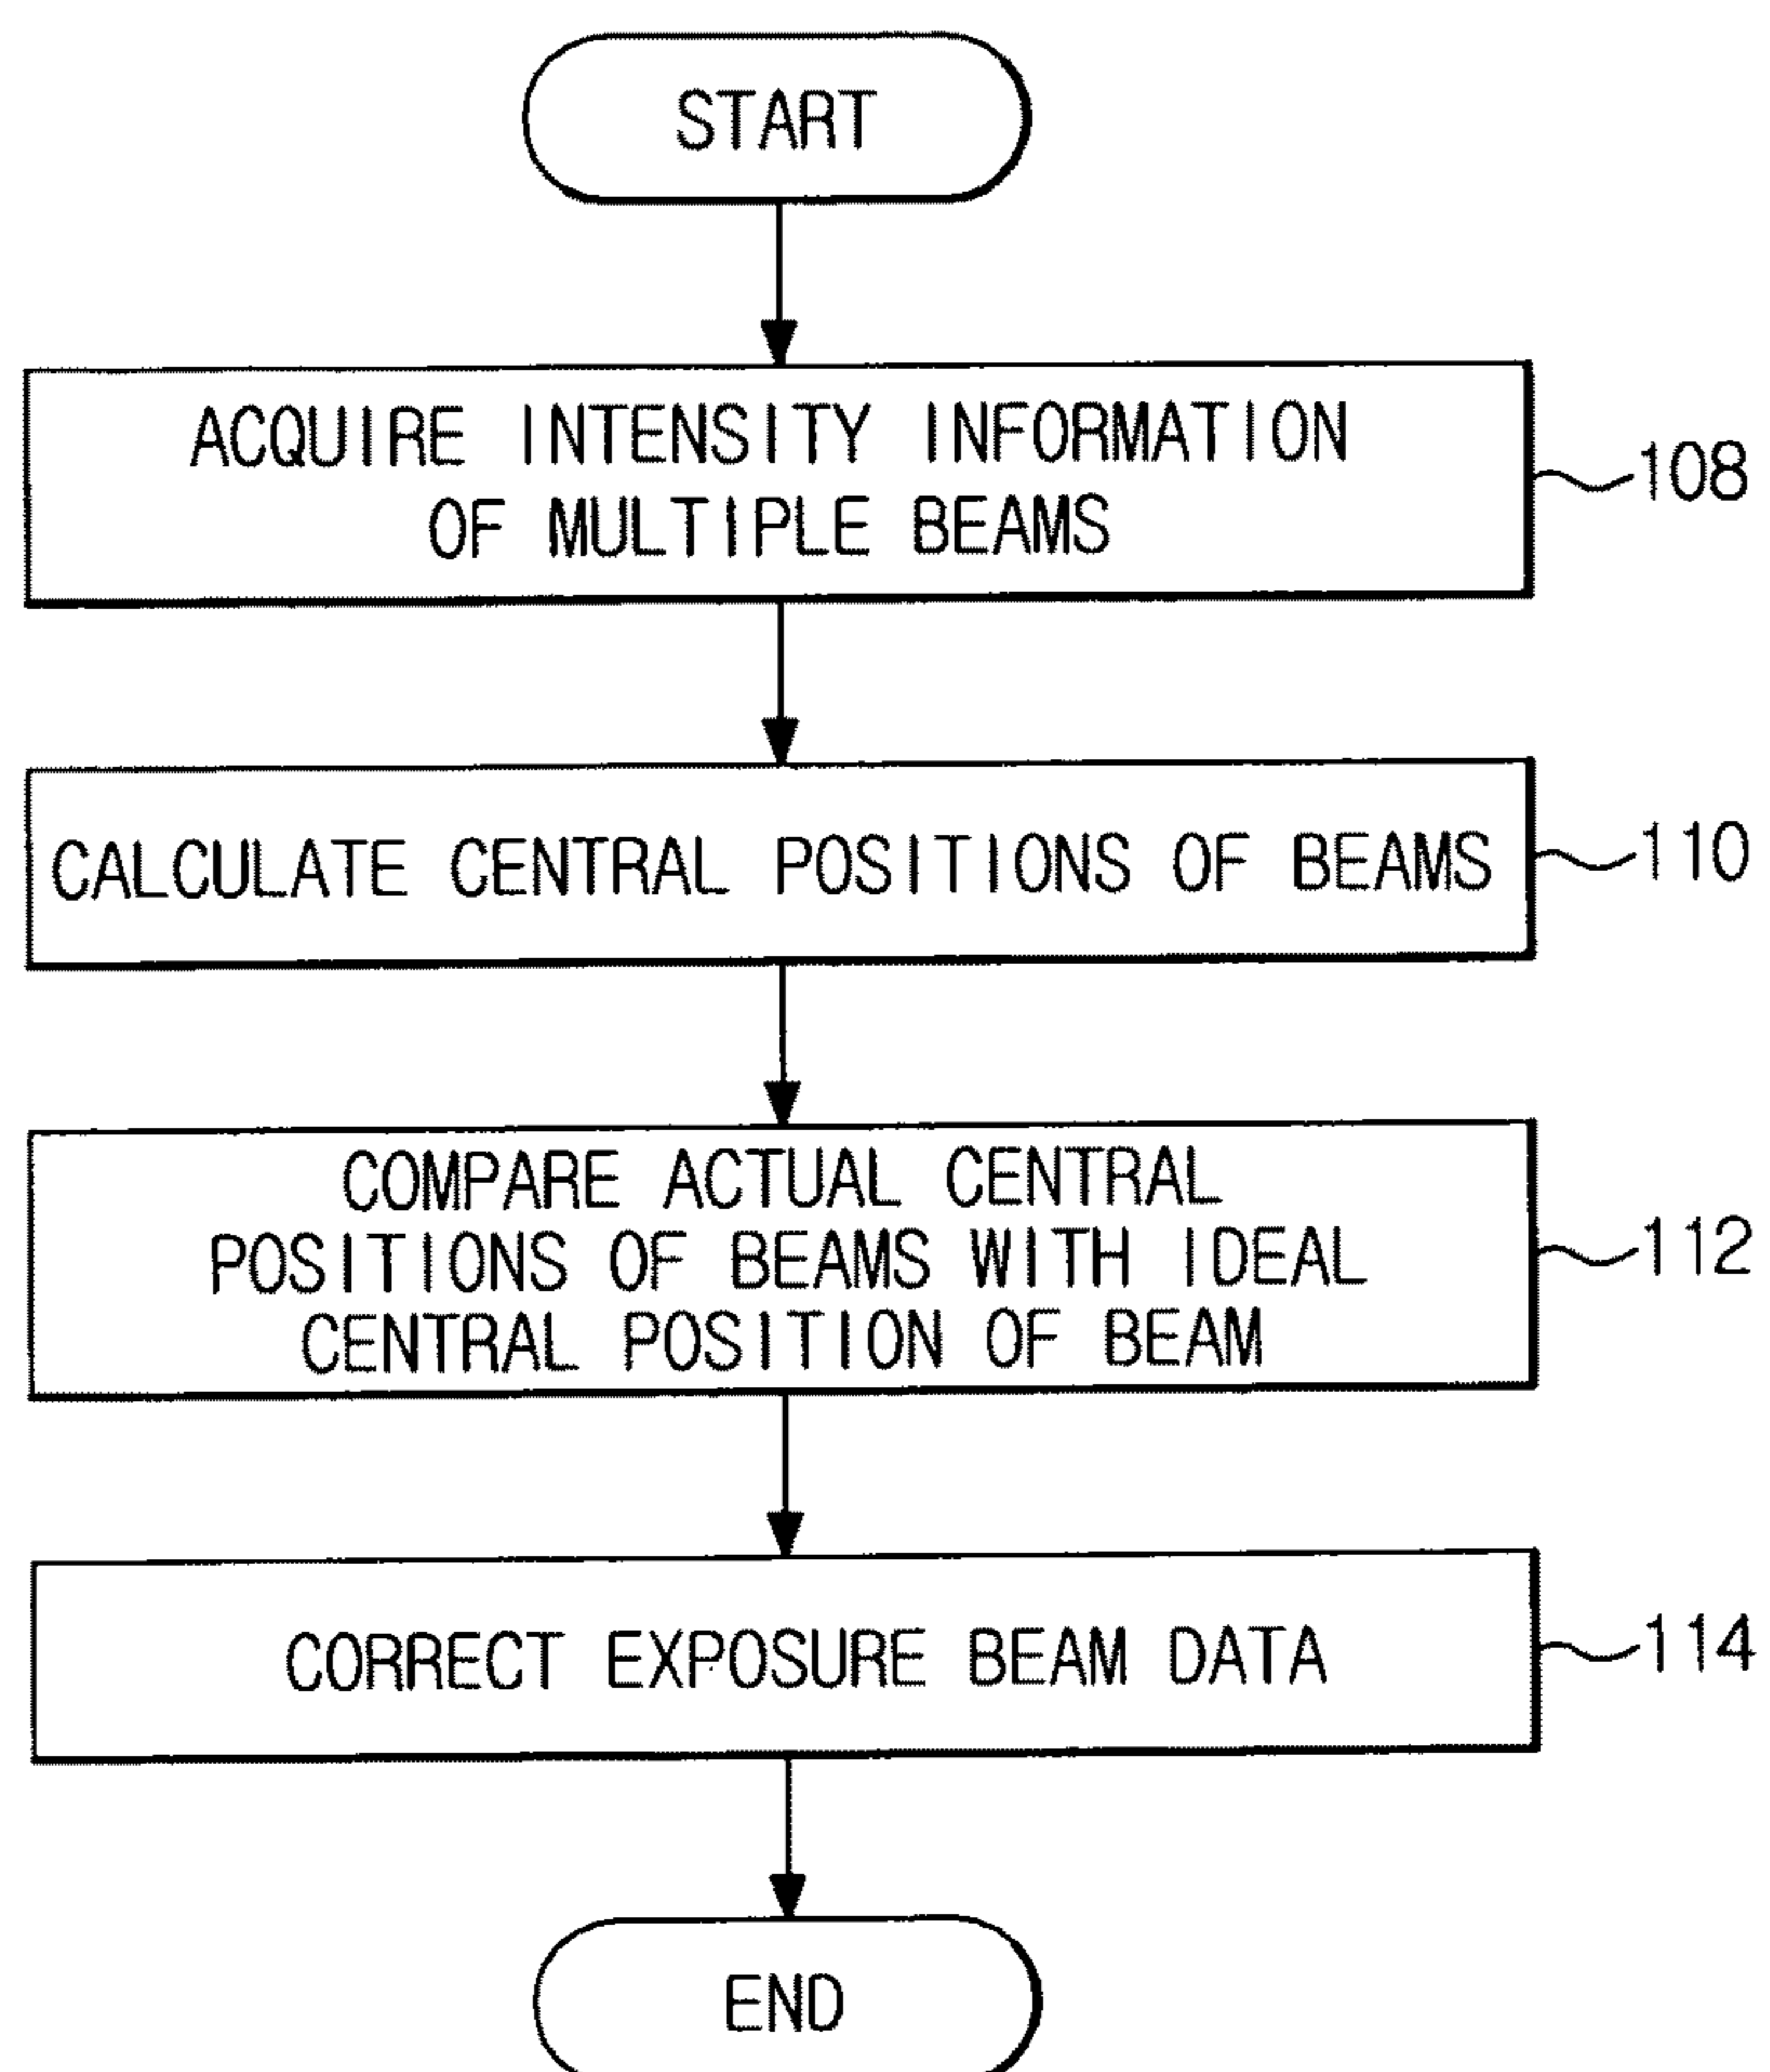 START
ACQUIRE INTENSITY INFORMATION
OF MULTIPLE BEAMS
108
CALCULATE CENTRAL POSITIONS OF BEAMS
110
COMPARE ACTUAL CENTRAL
POSITIONS OF BEAMS WITH IDEAL
CENTRAL POSITION OF BEAM
112
CORRECT EXPOSURE BEAM DATA
114
END